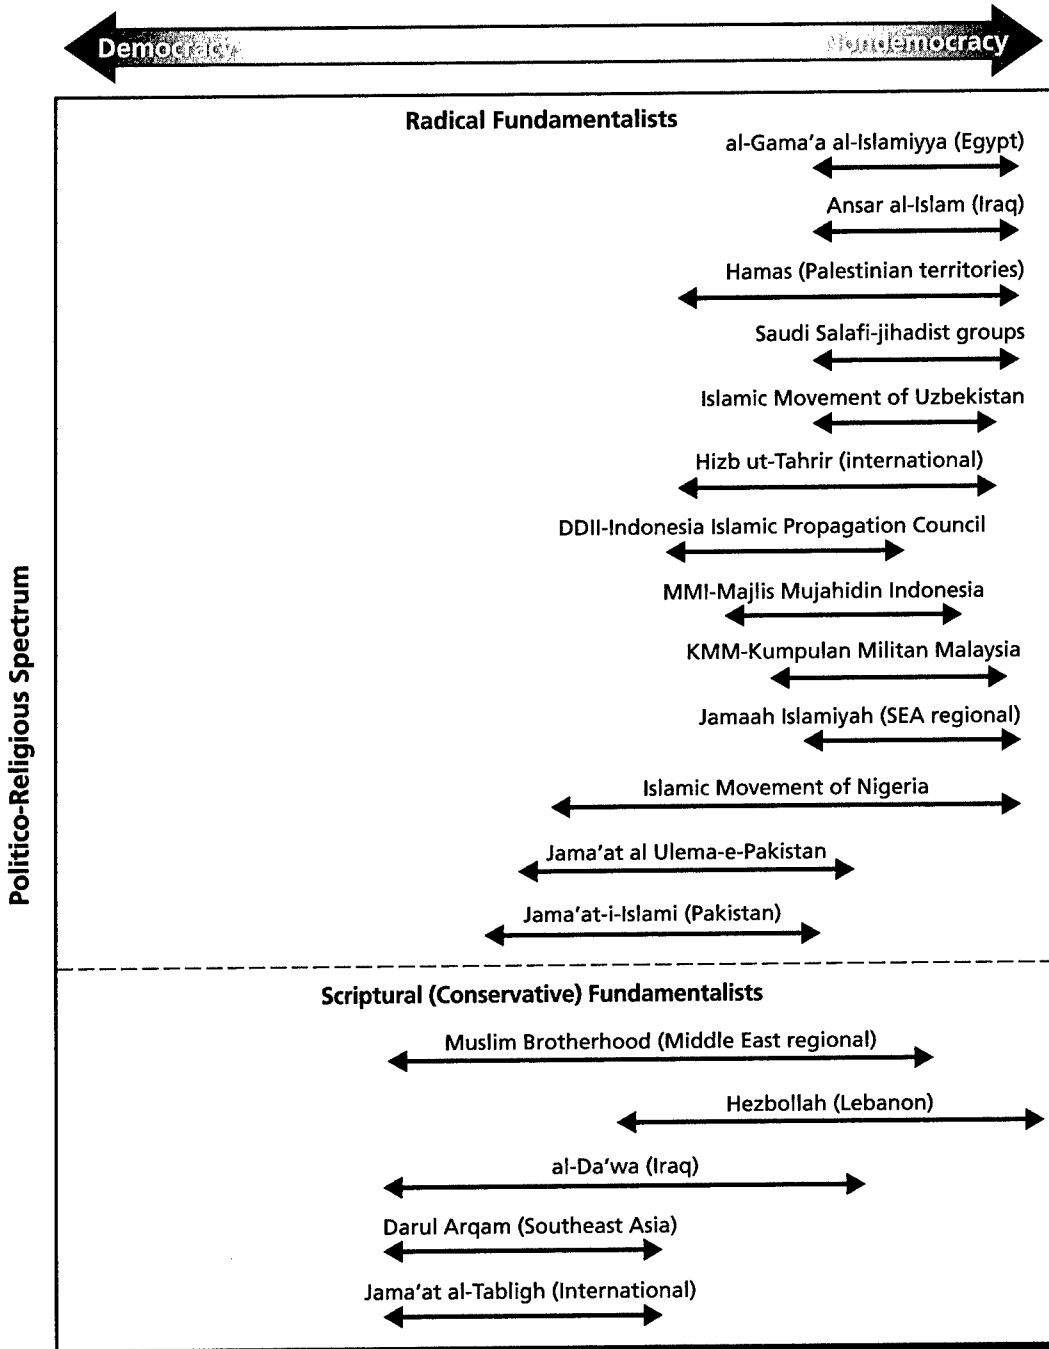 Democracy
Nondemocracy
Radical Fundamentalists
al-Gama'a al-Islamiyya (Egypt)
Ansar al-Islam (Iraq)
Hamas (Palestinian territories)
Saudi Salafi-jihadist groups
Islamic Movement of Uzbekistan
Hizb ut-Tahrir (international)
DDII-Indonesia Islamic Propagation Council
MMI-Majlis Mujahidin Indonesia
KMM-Kumpulan Militan Malaysia
Jamaah Islamiyah (SEA regional)
Islamic Movement of Nigeria
Jama'at al Ulema-e-Pakistan
Jama'at-i-Islami (Pakistan)
Politico-Religious Spectrum
Scriptural (Conservative) Fundamentalists
Muslim Brotherhood (Middle East regional)
Hezbollah (Lebanon)
al-Da'wa (Iraq)
Darul Arqam (Southeast Asia)
Jama'at al-Tabligh (International)